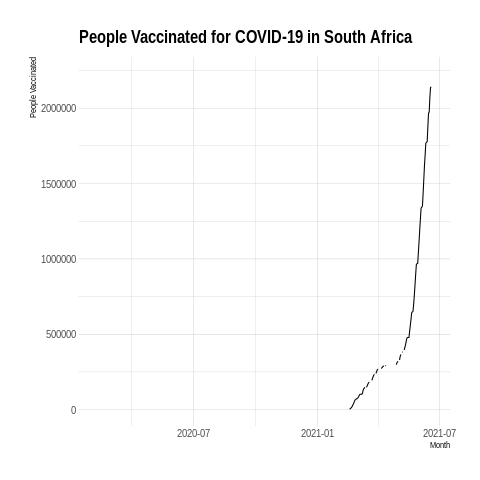 People Vaccinated for COVID-19 in South Africa
People Vaccinated
2000000
1500000
1000000
500000
0
2020-07 2021-01 2021-07
Month